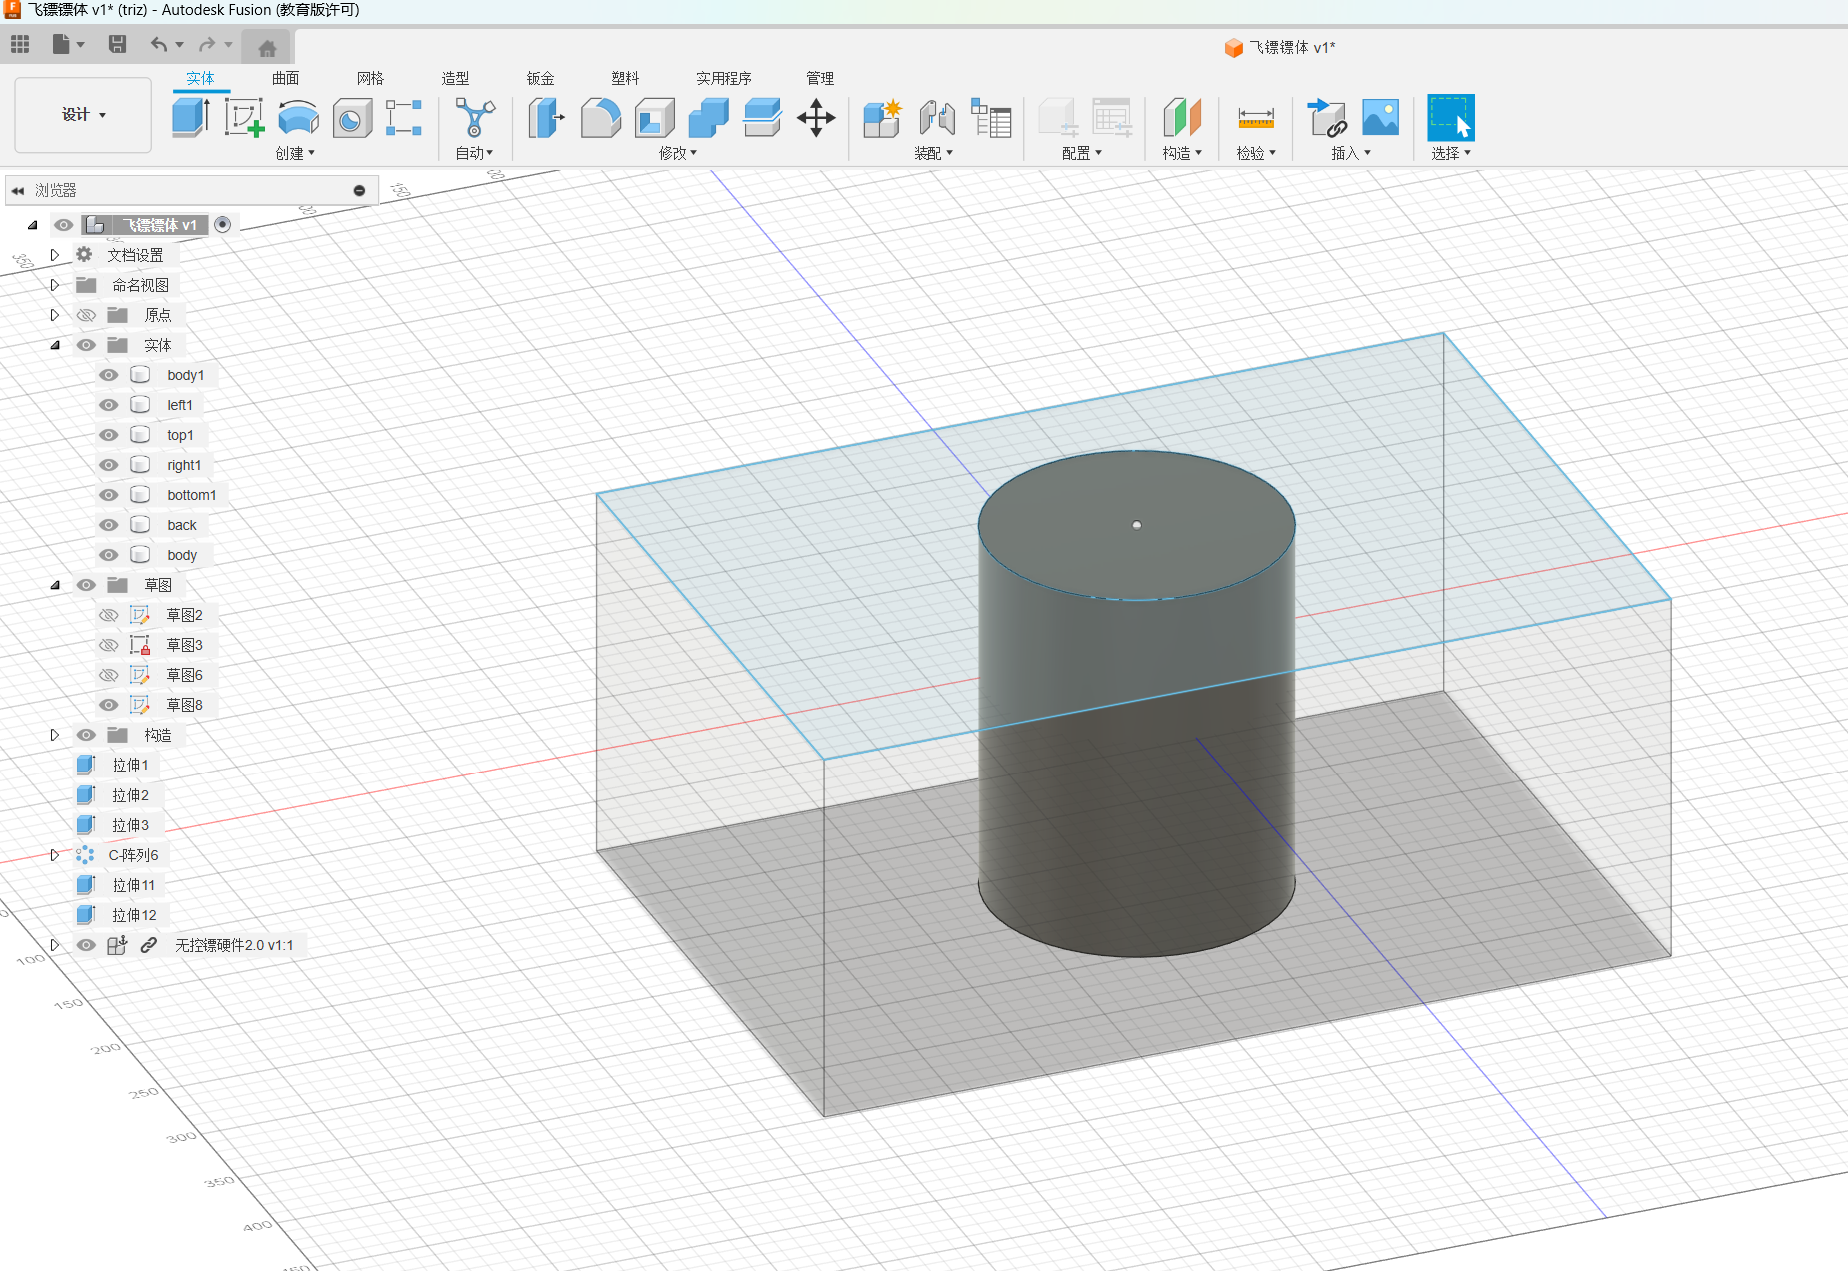 飞镖镖体 v1* (triz) - Autodesk Fusion (教育版许可)
飞镖镖体 v1*
设计
实体 曲面 网格 造型 钣金 塑料 实用程序 管理
创建 自动 修改 装配 配置 构造 检验 插入 选择
浏览器
飞镖镖体 v1
文档设置
命名视图
原点
实体
body1
left1
top1
right1
bottom1
back
body
草图
草图2
草图3
草图6
草图8
构造
拉伸1
拉伸2
拉伸3
C-阵列6
拉伸11
拉伸12
无控镖硬件2.0 v1:1
150
350
100
150
200
250
300
350
400